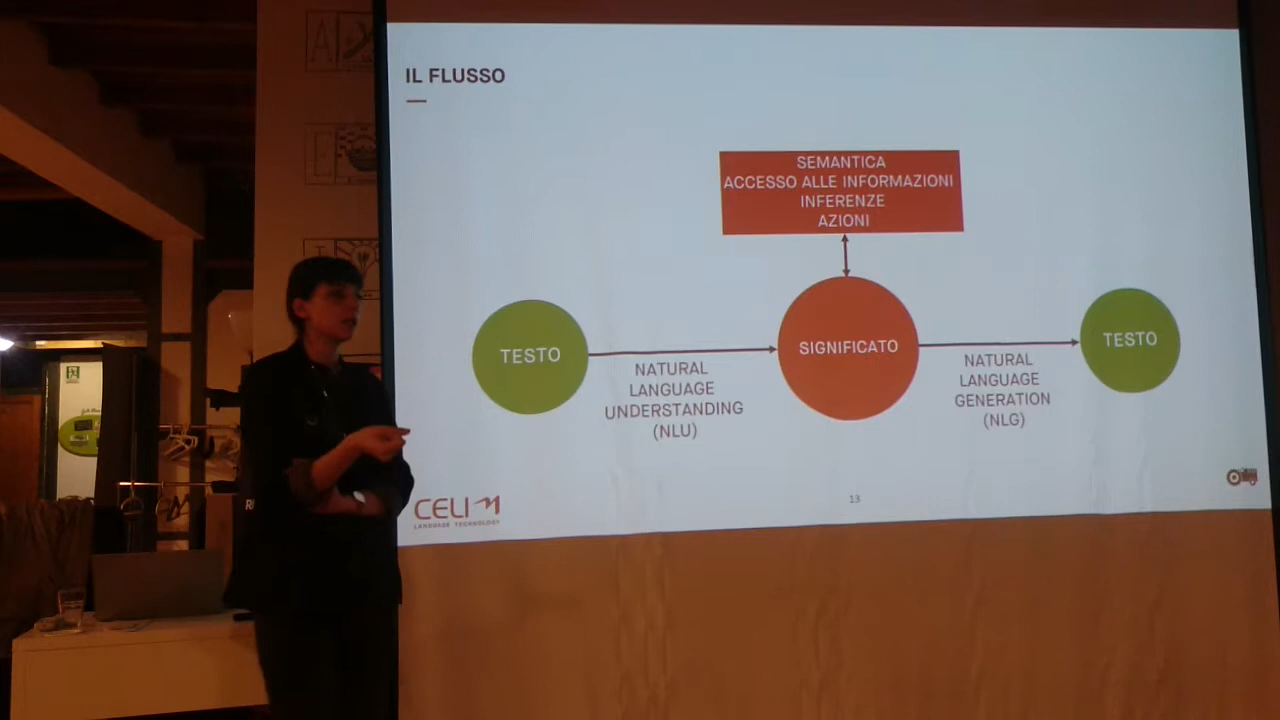 IL FLUSSO
SEMANTICA
ACCESSO ALLE INFORMAZIONI
INFERENZE
AZIONI
TESTO
NATURAL
LANGUAGE
UNDERSTANDING
(NLU)
SIGNIFICATO
NATURAL
LANGUAGE
GENERATION
(NLG)
TESTO
CELI
LANGUAGE TECHNOLOGY
13